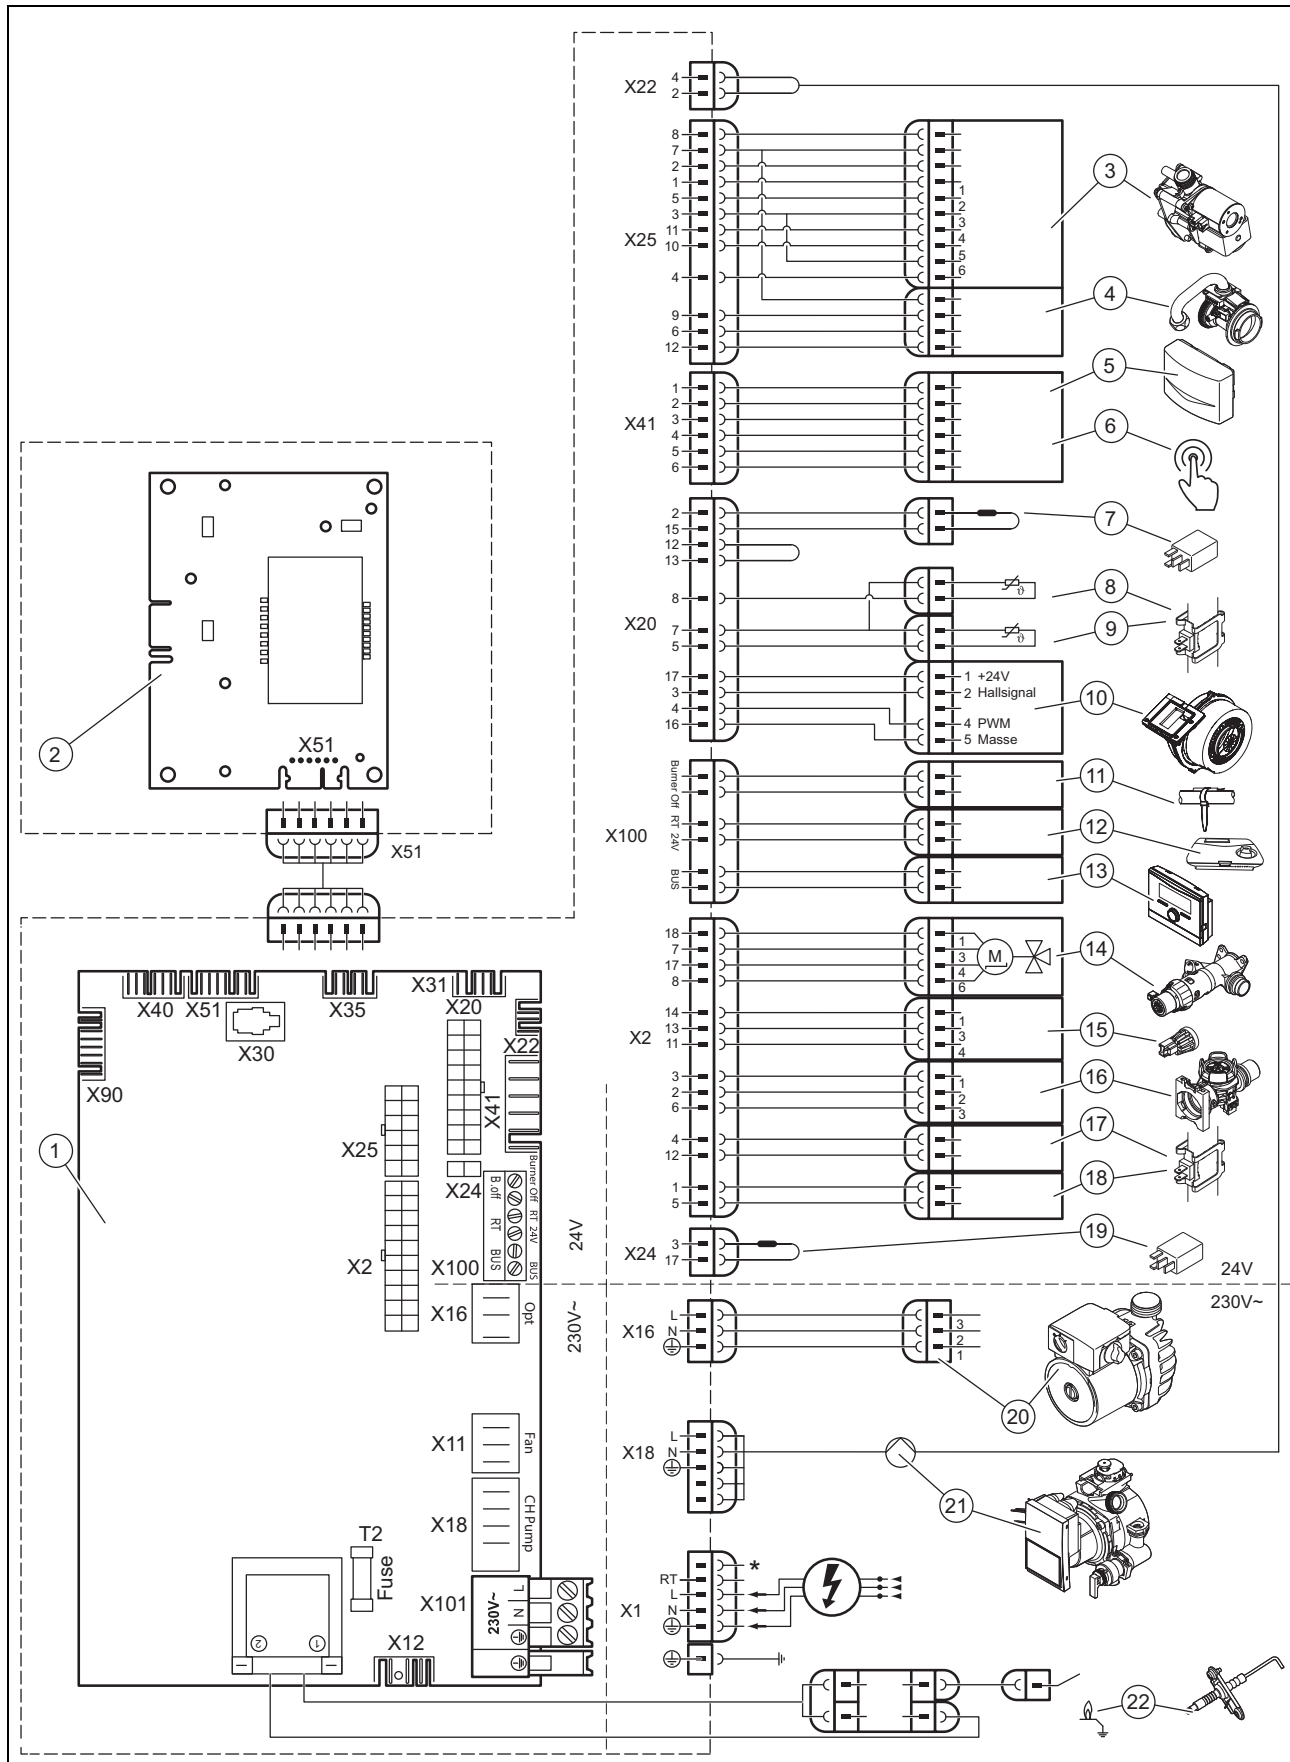 X22
4
2
X25
8
7
2
1
5
3
11
10
4
9
6
12
1
2
3
4
5
6
3
4
X41
1
2
3
4
5
6
5
6
X20
2
15
12
13
8
7
5
17
3
4
16
ϑ
ϑ
1 +24V
2 Hallsignal
4 PWM
5 Masse
7
8
9
10
X100
Burner Off
RT 24V
BUS
11
12
13
X2
18
7
17
8
14
13
11
3
2
6
4
12
1
5
1
3
4
6
M
1
3
4
1
2
3
14
15
16
17
18
X24
3
17
19
24V
230V~
X16
L
N
3
2
1
20
X18
L
N
21
X1
RT
L
N
*
22
2
X51
X51
1
X40
X51
X35
X31
X30
X20
X22
X90
X41
X25
X24
X2
X100
B.off
RT
BUS
Burner Off
RT 24V
BUS
24V
230V~
X16
Opt
X11
Fan
X18
CH Pump
T2
Fuse
X101
230V~
L
N
X12
2
1